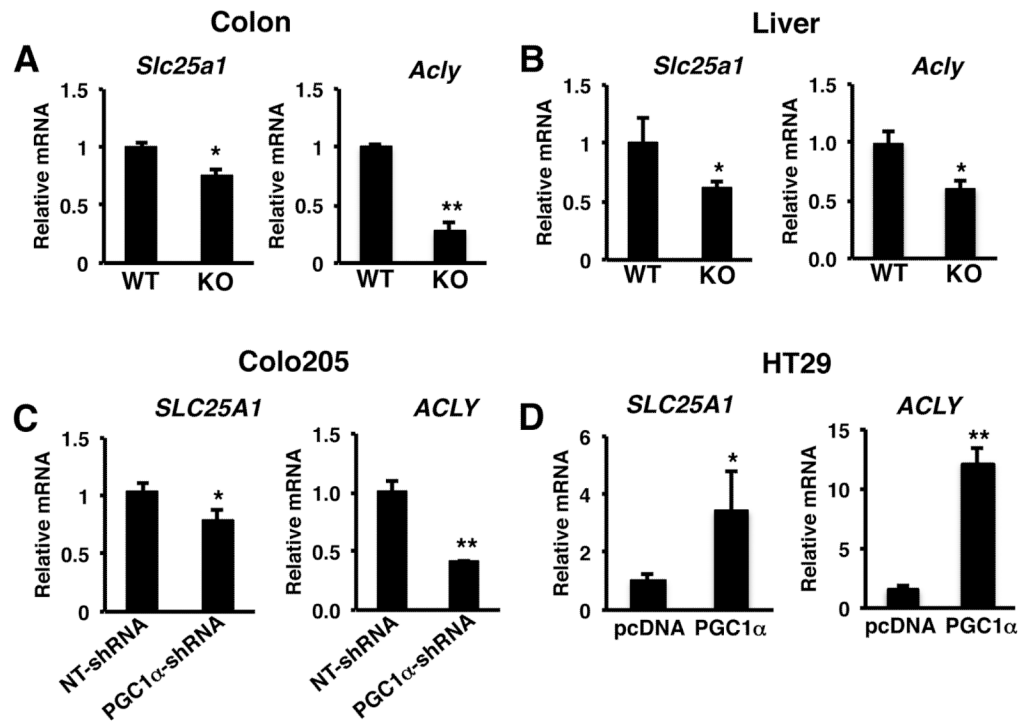 Colon
A
Slc25a1
Acly
Relative mRNA
1.5
1
0.5
0
WT
KO
*
Relative mRNA
1.5
1
0.5
0
WT
KO
**
Liver
B
Slc25a1
Acly
Relative mRNA
1.5
1
0.5
0
WT
KO
*
Relative mRNA
1.5
1.0
0.5
0.0
WT
KO
*
Colo205
C
SLC25A1
ACLY
Relative mRNA
1.5
1
0.5
0
NT-shRNA
PGC1α-shRNA
*
Relative mRNA
1.5
1.0
0.5
0.0
NT-shRNA
PGC1α-shRNA
**
HT29
D
SLC25A1
ACLY
Relative mRNA
6
4
2
0
pcDNA
PGC1α
*
Relative mRNA
15
10
5
0
pcDNA
PGC1α
**